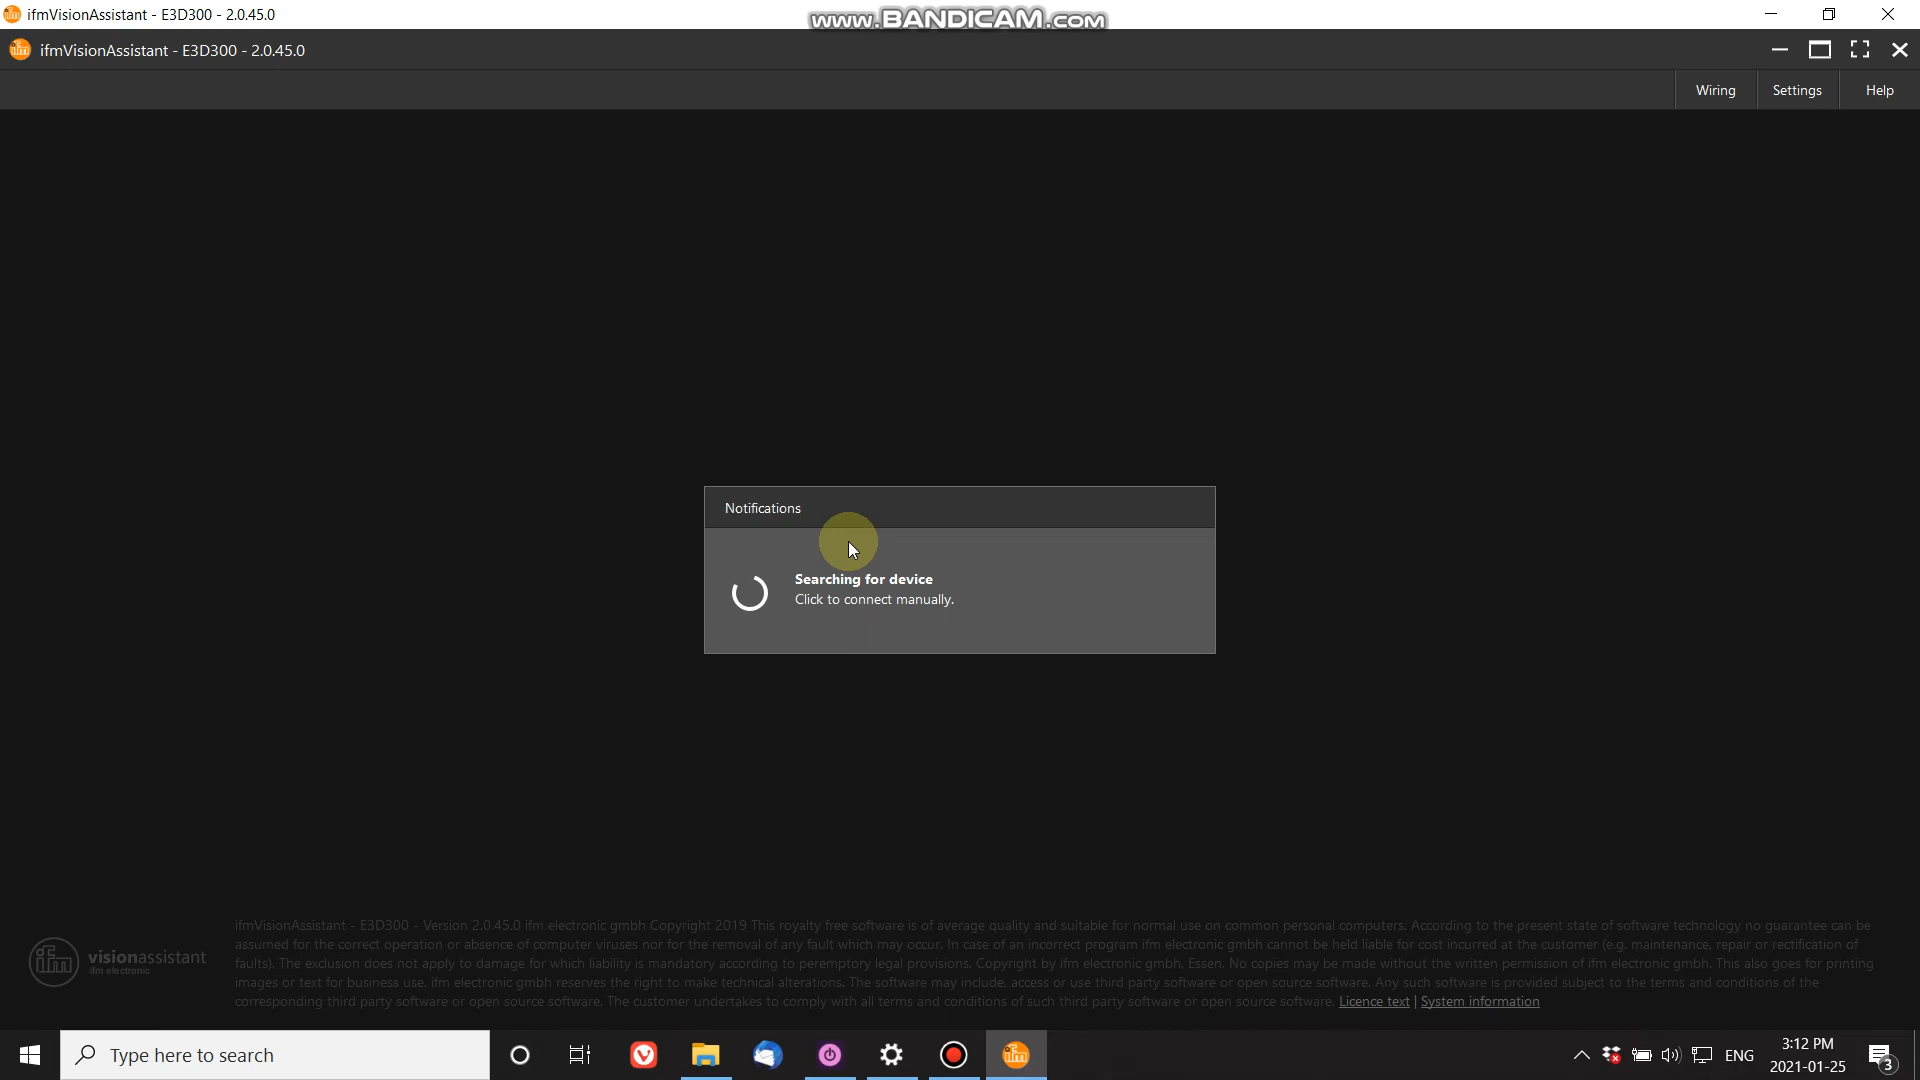 ifmVisionAssistant - E3D300 - 2.0.45.0
www.BANDICAM.com
ifmVisionAssistant - E3D300 - 2.0.45.0
Wiring Settings Help
Notifications
Searching for device
Click to connect manually.
ifmVisionAssistant - E3D300 - Version 2.0.45.0 ifm electronic gmbh Copyright 2019 This royalty free software is of average quality and suitable for normal use on common personal computers. According to the present state of software technology no guarantee can be
assumed for the correct operation or absence of computer viruses nor for the removal of any fault which may occur. In case of an incorrect program ifm electronic gmbh cannot be held liable for cost incurred at the customer (e.g. maintenance, repair or rectification of
faults). The exclusion does not apply to damage for which liability is mandatory according to peremptory legal provisions. Copyright by ifm electronic gmbh, Essen. No copies may be made without the written permission of ifm electronic gmbh. This also goes for printing
images or text for business use. ifm electronic gmbh reserves the right to make technical alterations. The software may include, access or use third party software or open source software. Any such software is provided subject to the terms and conditions of the
corresponding third party software or open source software. The customer undertakes to comply with all terms and conditions of such third party software or open source software. Licence text | System information
ifm visionassistant
ifm electronic
Type here to search
ifm
ENG
3:12 PM
2021-01-25
3